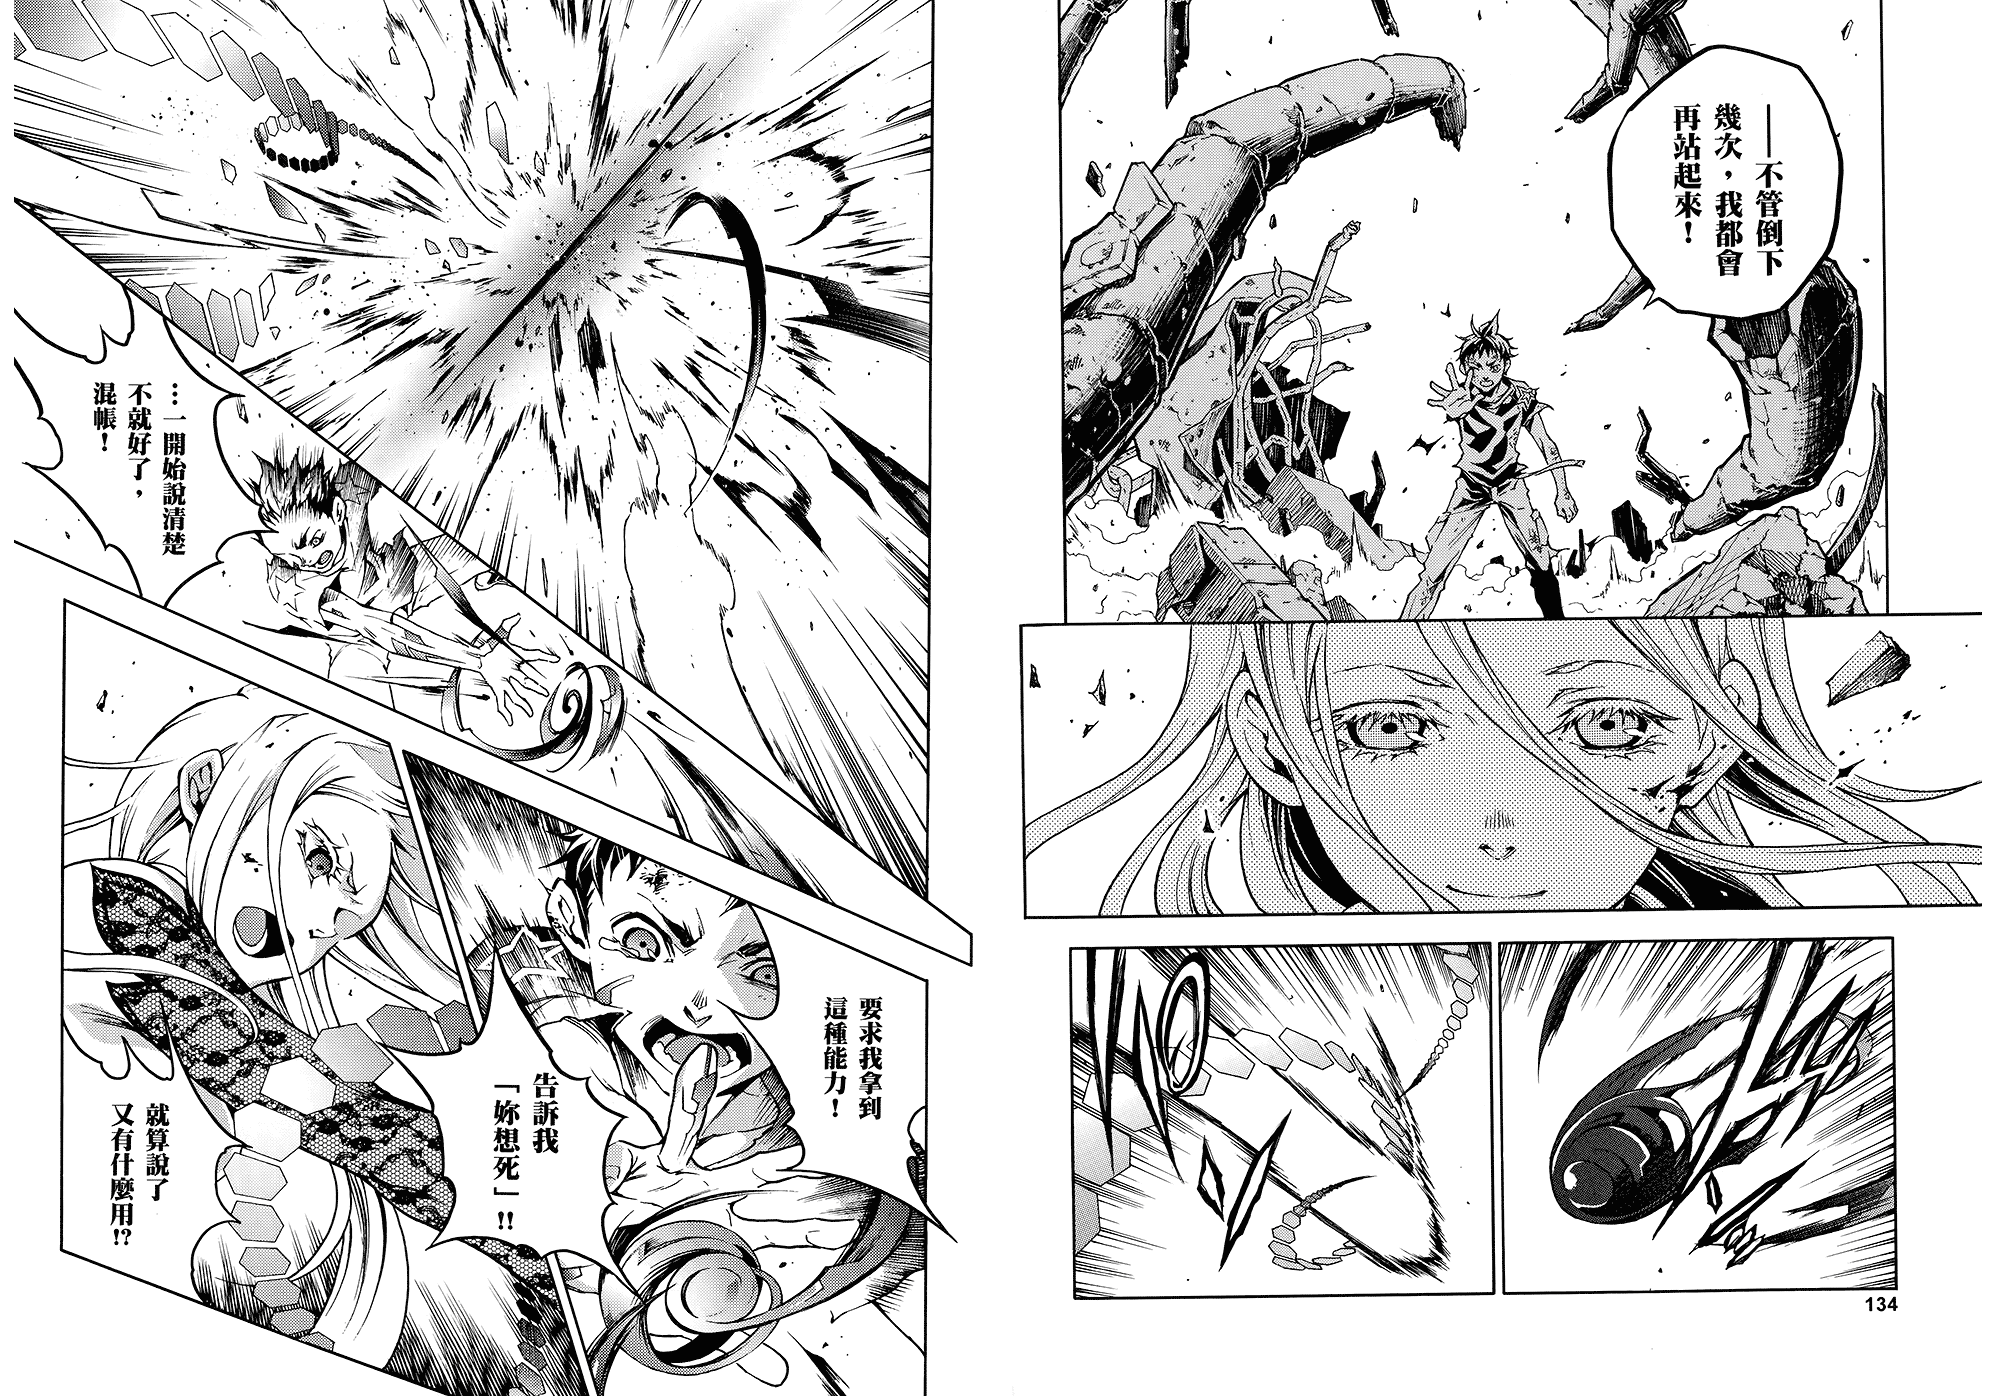 ——不管倒下
幾次，我都會
再站起來！
134
…一開始說清楚
不就好了，
混帳！
要求我拿到
這種能力！
告訴我
「妳想死」!!
就算說了
又有什麼用!?